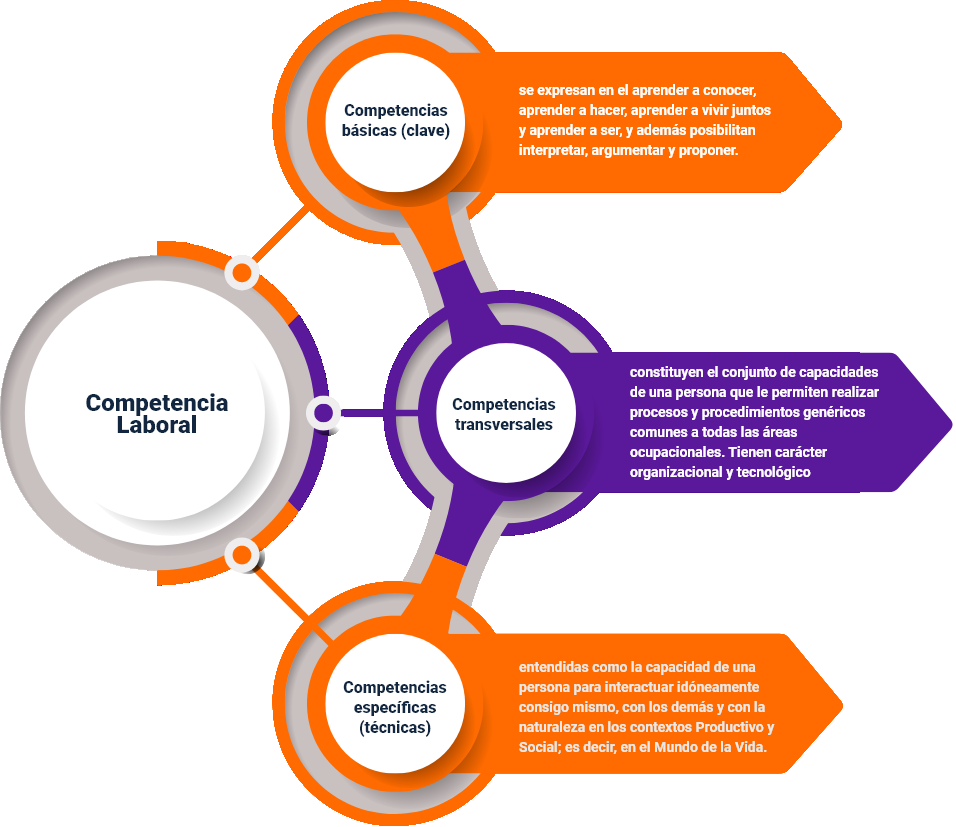 Competencias
básicas (clave)
se expresan en el aprender a conocer,
aprender a hacer, aprender a vivir juntos
y aprender a ser, y además posibilitan
interpretar, argumentar y proponer.
Competencia
Laboral
Competencias
transversales
constituyen el conjunto de capacidades
de una persona que le permiten realizar
procesos y procedimientos genéricos
comunes a todas las áreas
ocupacionales. Tienen carácter
organizacional y tecnológico
Competencias
específicas
(técnicas)
entendidas como la capacidad de una
persona para interactuar idóneamente
consigo mismo, con los demás y con la
naturaleza en los contextos Productivo y
Social; es decir, en el Mundo de la Vida.